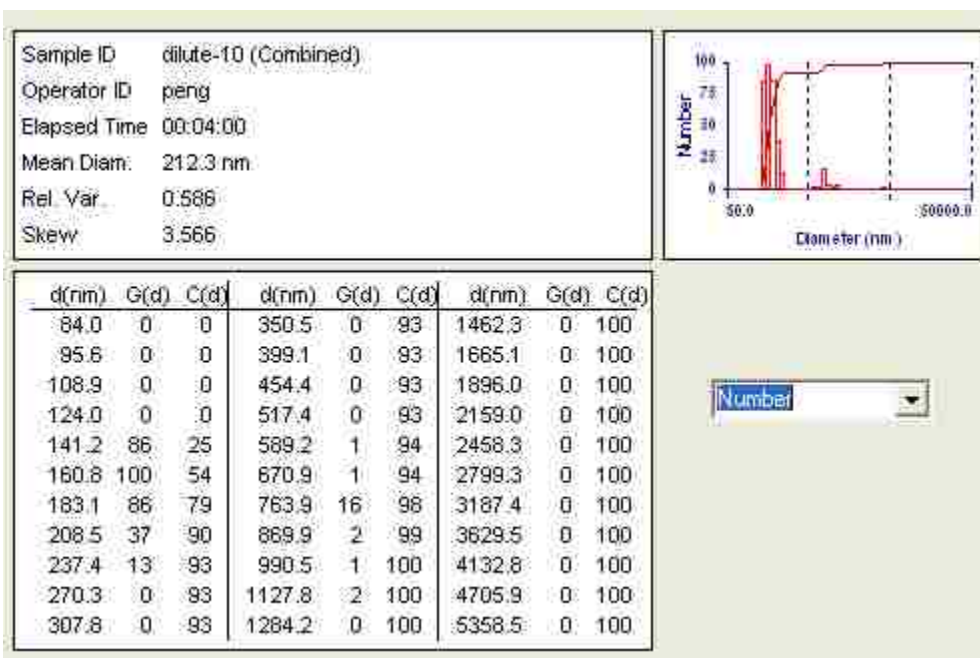 Sample ID dilute-10 (Combined)
Operator ID peng
Elapsed Time 00:04:00
Mean Diam. 212.3 nm
Rel. Var. 0.586
Skew 3.566
Number
100
75
50
25
0
50.0 50000.0
Diameter (nm)
d(nm) G(d) C(d) d(nm) G(d) C(d) d(nm) G(d) C(d)
84.0 0 0 350.5 0 93 1462.3 0 100
95.6 0 0 399.1 0 93 1665.1 0 100
108.9 0 0 454.4 0 93 1896.0 0 100
124.0 0 0 517.4 0 93 2159.0 0 100
141.2 86 25 589.2 1 94 2458.3 0 100
160.8 100 54 670.9 1 94 2799.3 0 100
183.1 86 79 763.9 16 98 3187.4 0 100
208.5 37 90 869.9 2 99 3629.5 0 100
237.4 13 93 990.5 1 100 4132.8 0 100
270.3 0 93 1127.8 2 100 4705.9 0 100
307.8 0 93 1284.2 0 100 5358.5 0 100
Number